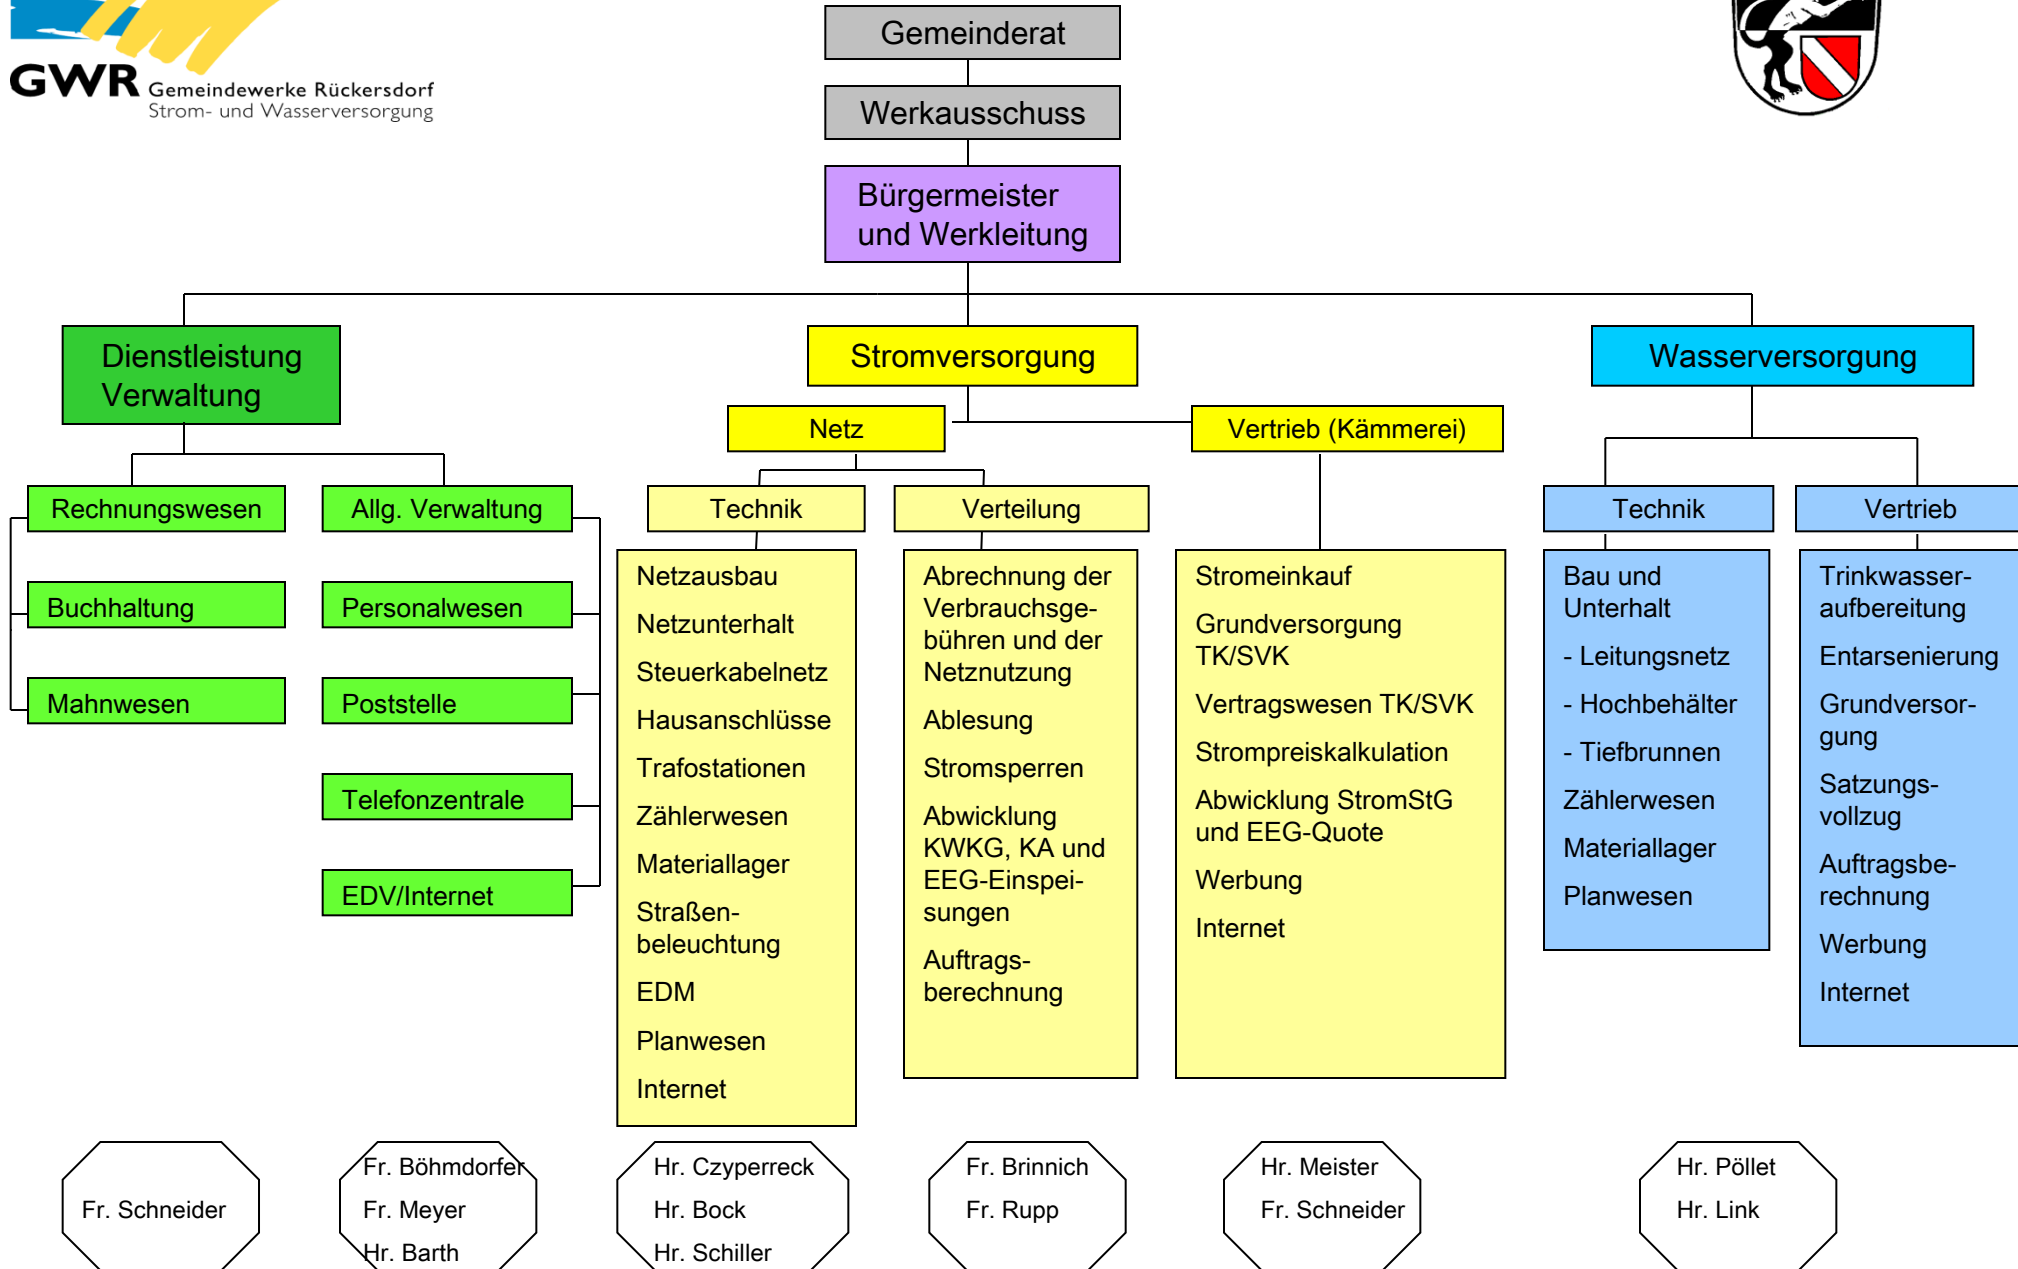 GWR Gemeindewerke Rückersdorf
Strom- und Wasserversorgung
Gemeinderat
Werkausschuss
Bürgermeister
und Werkleitung
Dienstleistung
Verwaltung
Rechnungswesen
Buchhaltung
Mahnwesen
Allg. Verwaltung
Personalwesen
Poststelle
Telefonzentrale
EDV/Internet
Stromversorgung
Netz
Technik
Netzausbau
Netzunterhalt
Steuerkabelnetz
Hausanschlüsse
Trafostationen
Zählerwesen
Materiallager
Straßen-
beleuchtung
EDM
Planwesen
Internet
Verteilung
Abrechnung der
Verbrauchsge-
bühren und der
Netznutzung
Ablesung
Stromsperren
Abwicklung
KWKG, KA und
EEG-Einspei-
sungen
Auftrags-
berechnung
Vertrieb (Kämmerei)
Stromeinkauf
Grundversorgung
TK/SVK
Vertragswesen TK/SVK
Strompreiskalkulation
Abwicklung StromStG
und EEG-Quote
Werbung
Internet
Wasserversorgung
Technik
Bau und
Unterhalt
- Leitungsnetz
- Hochbehälter
- Tiefbrunnen
Zählerwesen
Materiallager
Planwesen
Vertrieb
Trinkwasser-
aufbereitung
Entarsenierung
Grundversor-
gung
Satzungs-
vollzug
Auftragsbe-
rechnung
Werbung
Internet
Fr. Schneider
Fr. Böhmdorfer
Fr. Meyer
Hr. Barth
Hr. Czyperreck
Hr. Bock
Hr. Schiller
Fr. Brinnich
Fr. Rupp
Hr. Meister
Fr. Schneider
Hr. Pöllet
Hr. Link